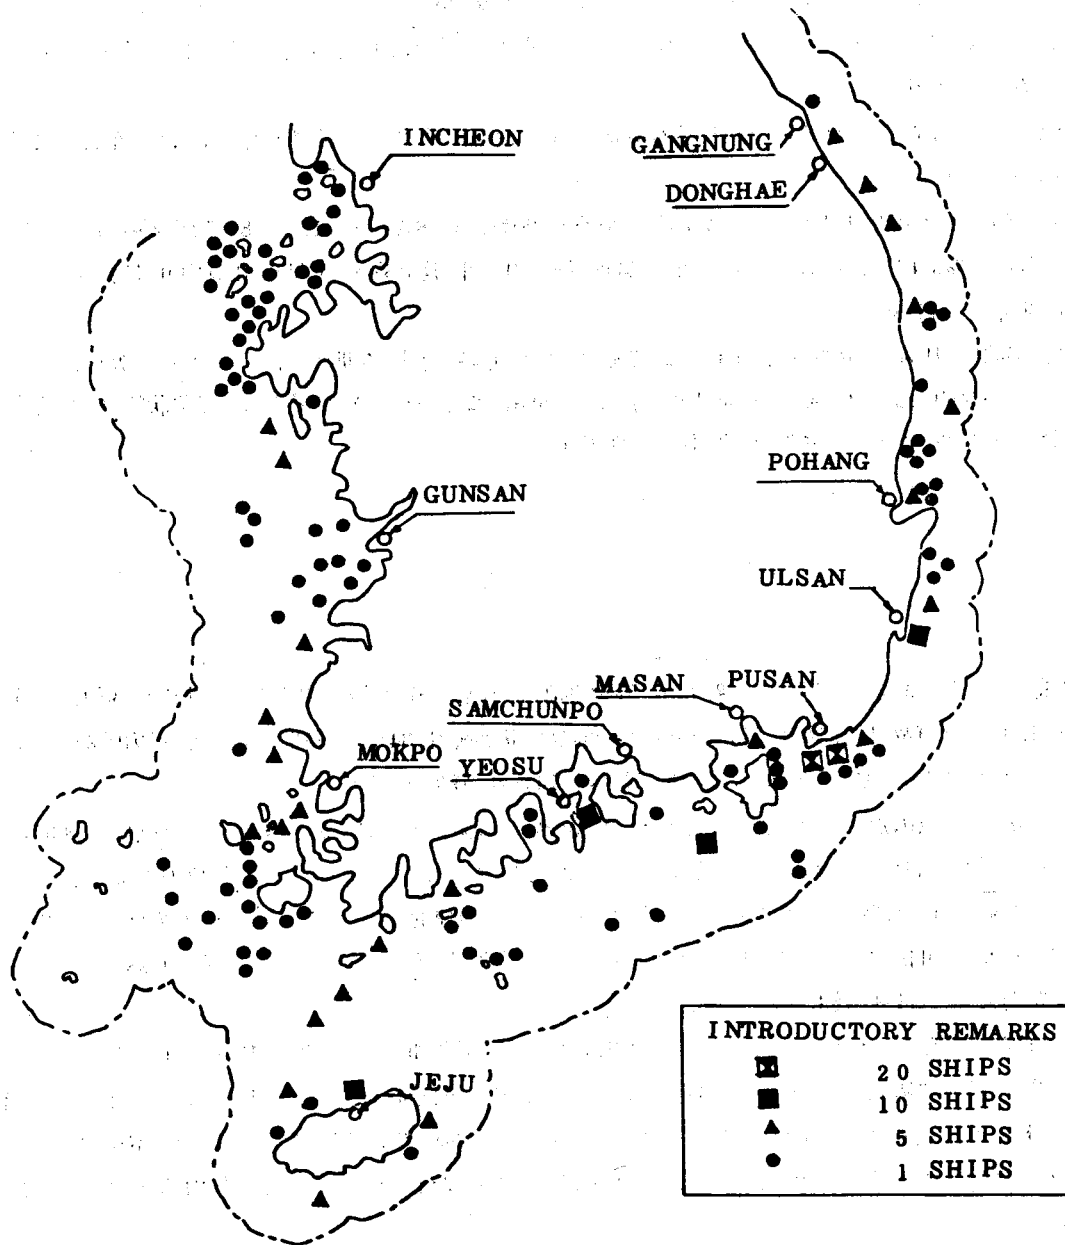 INCHEON
GANGNUNG
DONGHAE
POHANG
GUNSAN
ULSAN
MASAN
PUSAN
SAMCHUNPO
MOKPO
YEOSU
JEJU
INTRODUCTORY REMARKS
20 SHIPS
10 SHIPS
5 SHIPS
1 SHIPS